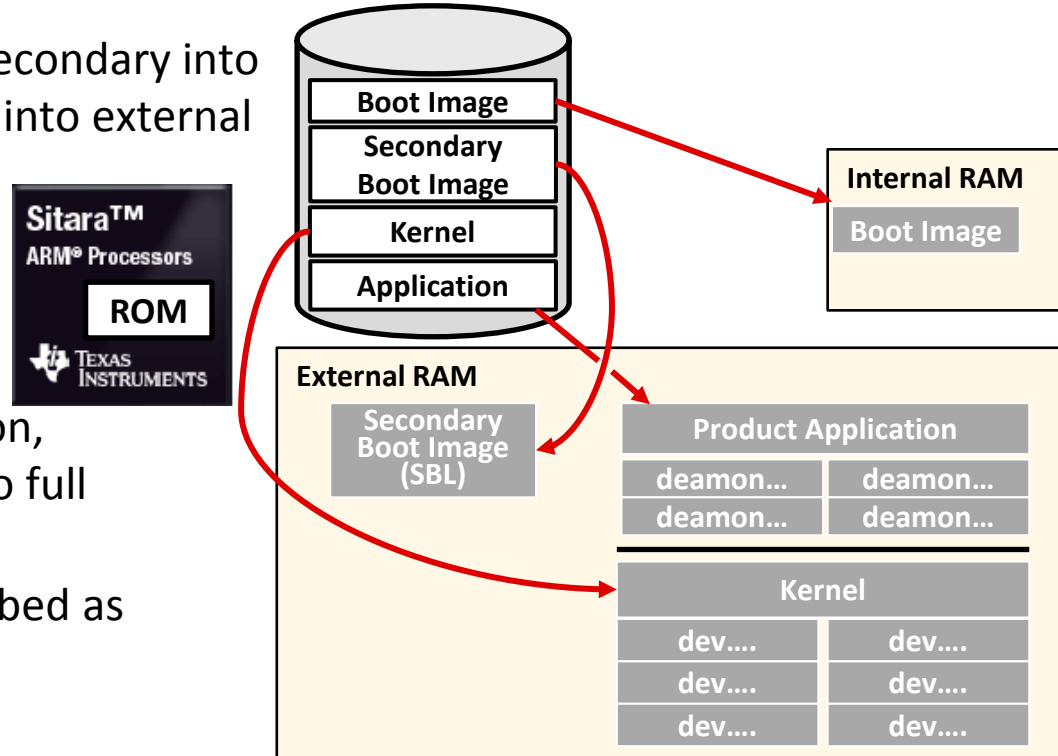 econdary into
into external
on,
o full
bed as
Sitara™
ARM® Processors
ROM
TEXAS
INSTRUMENTS
Boot Image
Secondary
Boot Image
Kernel
Application
Internal RAM
Boot Image
External RAM
Secondary
Boot Image
(SBL)
Product Application
deamon… deamon…
deamon… deamon…
Kernel
dev…. dev….
dev…. dev….
dev…. dev….